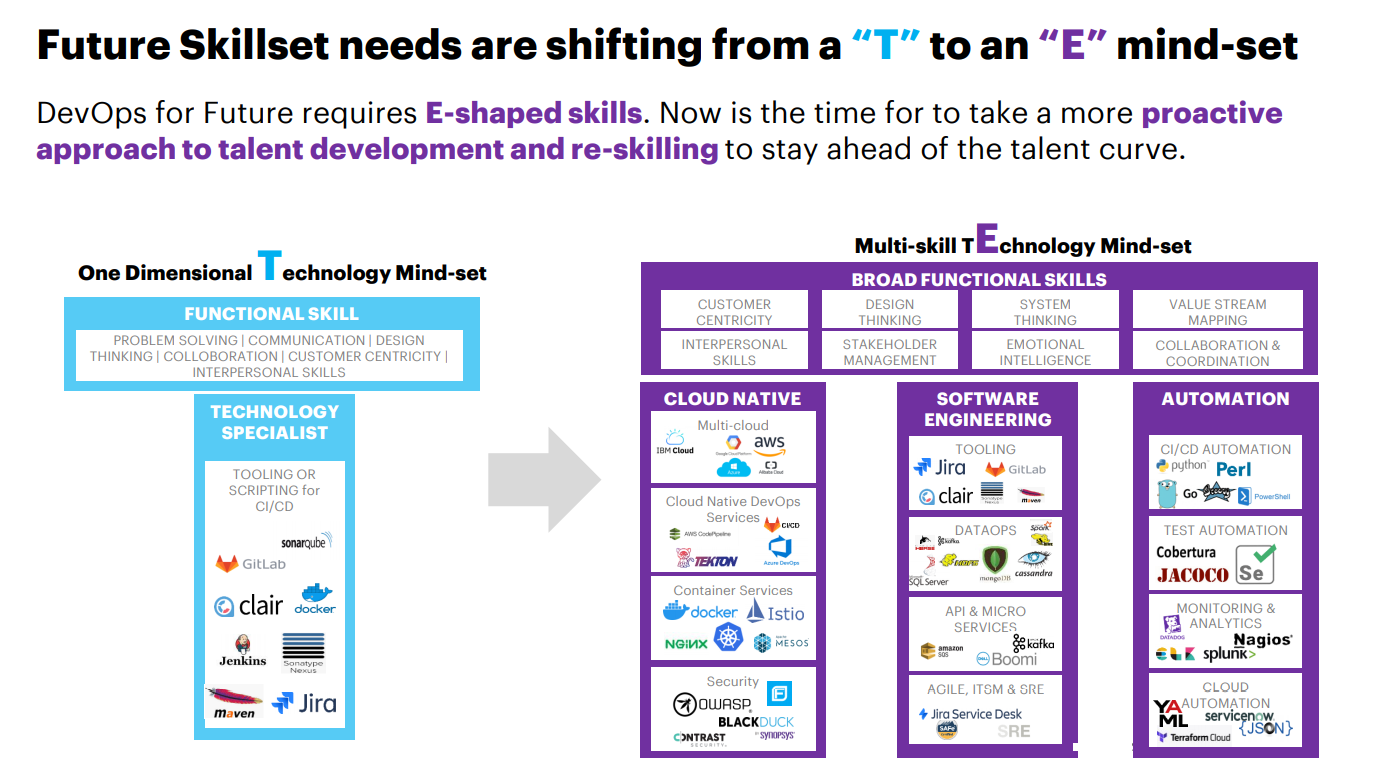 Future Skillset needs are shifting from a “T” to an “E” mind-set
DevOps for Future requires E-shaped skills. Now is the time for to take a more proactive
approach to talent development and re-skilling to stay ahead of the talent curve.
One Dimensional Technology Mind-set
FUNCTIONAL SKILL
PROBLEM SOLVING | COMMUNICATION | DESIGN
THINKING | COLLOBORATION | CUSTOMER CENTRICITY |
INTERPERSONAL SKILLS
TECHNOLOGY
SPECIALIST
TOOLING OR
SCRIPTING for
CI/CD
sonarqube
GitLab
clair
docker
Jenkins
Sonatype
Nexus
maven
Jira
Multi-skill TEchnology Mind-set
BROAD FUNCTIONAL SKILLS
CUSTOMER
CENTRICITY
DESIGN
THINKING
SYSTEM
THINKING
VALUE STREAM
MAPPING
INTERPERSONAL
SKILLS
STAKEHOLDER
MANAGEMENT
EMOTIONAL
INTELLIGENCE
COLLABORATION &
COORDINATION
CLOUD NATIVE
Multi-cloud
IBM Cloud
Google Cloud Platform
aws
Azure
Alibaba Cloud
Cloud Native DevOps
Services
CI/CD
AWS CodePipeline
TEKTON
Azure DevOps
Container Services
docker
Istio
NGINX
MESOS
Security
OWASP
BLACKDUCK
BY SYNOPSYS
CONTRAST
SECURITY
SOFTWARE
ENGINEERING
TOOLING
Jira
GitLab
clair
Sonatype
Nexus
maven
DATAOPS
Spark
HBASE
kafka
HIVE
SQL Server
mongoDB
cassandra
API & MICRO
SERVICES
amazon
SQS
kafka
DELL Boomi
AGILE, ITSM & SRE
Jira Service Desk
SAFe
SRE
AUTOMATION
CI/CD AUTOMATION
python
Perl
Go
PowerShell
TEST AUTOMATION
Cobertura
JACOCO
Se
MONITORING &
ANALYTICS
DATADOG
Nagios
splunk>
CLOUD
AUTOMATION
YAML
servicenow
{JSON}
Terraform Cloud